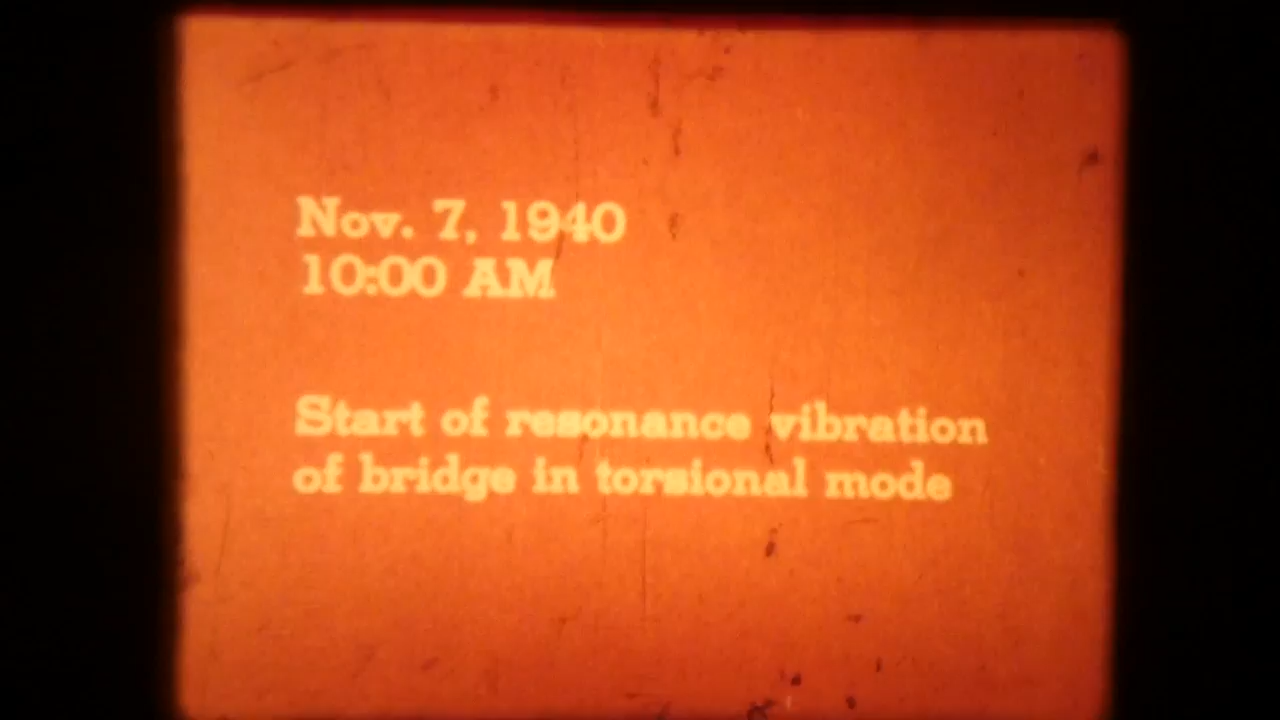 Nov. 7, 1940
10:00 AM
Start of resonance vibration
of bridge in torsional mode